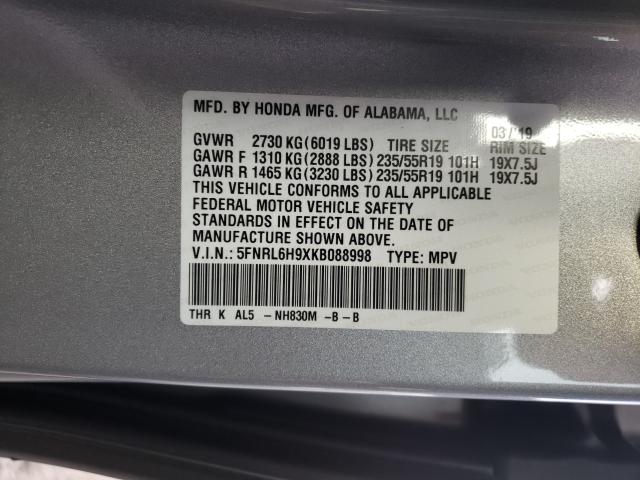 MFD. BY HONDA MFG. OF ALABAMA, LLC 03/'19
GVWR 2730 KG (6019 LBS) TIRE SIZE RIM SIZE
GAWR F 1310 KG (2888 LBS) 235/55R19 101H 19X7.5J
GAWR R 1465 KG (3230 LBS) 235/55R19 101H 19X7.5J
THIS VEHICLE CONFORMS TO ALL APPLICABLE
FEDERAL MOTOR VEHICLE SAFETY
STANDARDS IN EFFECT ON THE DATE OF
MANUFACTURE SHOWN ABOVE.
V.I.N.: 5FNRL6H9XKB088998 TYPE: MPV
THR K AL5 -NH830M -B-B